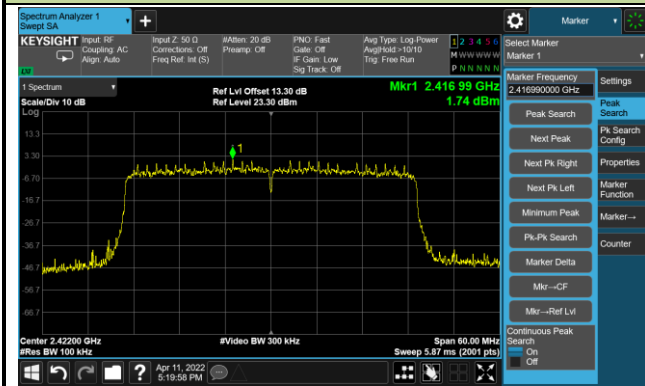 Spectrum Analyzer 1
Swept SA
+
Marker
KEYSIGHT
Input: RF
Coupling: AC
Align: Auto
Input Z: 50 Ω
Corrections: Off
Freq Ref: Int (S)
#Atten: 20 dB
Preamp: Off
PNO: Fast
Gate: Off
IF Gain: Low
Sig Track: Off
Avg Type: Log-Power
Avg|Hold:>10/10
Trig: Free Run
1 2 3 4 5 6
M W W W W W
P N N N N N
Select Marker
Marker 1
1 Spectrum
Scale/Div 10 dB
Log
Ref Lvl Offset 13.30 dB
Ref Level 23.30 dBm
Mkr1 2.416 99 GHz
1.74 dBm
Marker Frequency
2.416990000 GHz
Settings
Peak Search
Peak
Search
Next Peak
Pk Search
Config
Next Pk Right
Properties
Next Pk Left
Marker
Function
Minimum Peak
Marker→
Pk-Pk Search
Counter
Marker Delta
Mkr→CF
Mkr→Ref Lvl
Continuous Peak
Search
On
Off
13.3
3.30
-6.70
-16.7
-26.7
-36.7
-46.7
-56.7
-66.7
1
Center 2.42200 GHz
#Res BW 100 kHz
#Video BW 300 kHz
Span 60.00 MHz
Sweep 5.87 ms (2001 pts)
?
Apr 11, 2022
5:19:58 PM